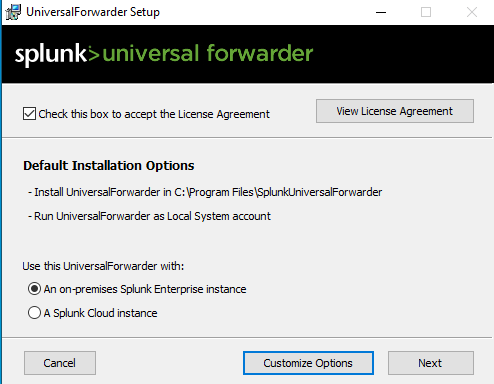 UniversalForwarder Setup
splunk> universal forwarder
Check this box to accept the License Agreement
View License Agreement
Default Installation Options
- Install UniversalForwarder in C:\Program Files\SplunkUniversalForwarder
- Run UniversalForwarder as Local System account
Use this UniversalForwarder with:
An on-premises Splunk Enterprise instance
A Splunk Cloud instance
Cancel
Customize Options
Next